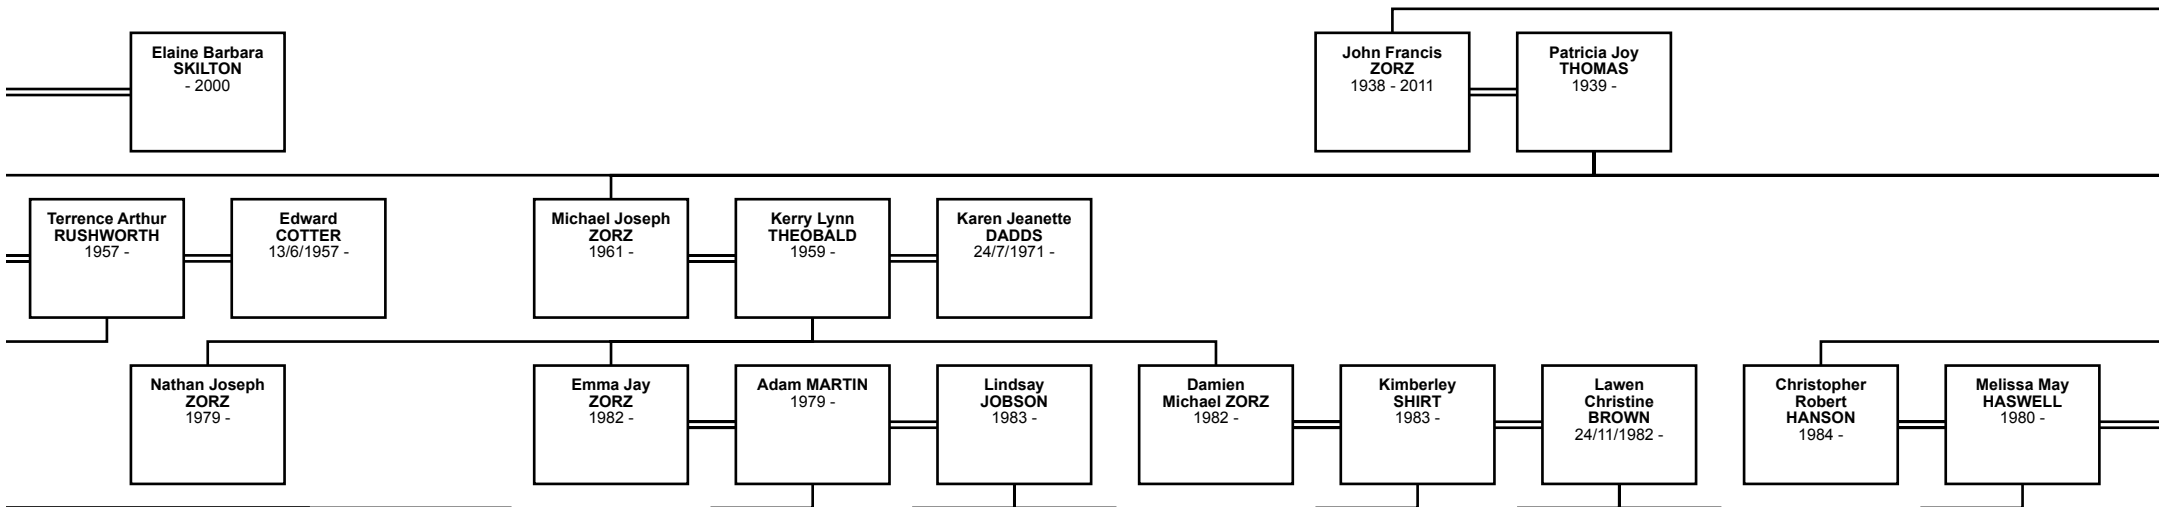 Elaine Barbara
SKILTON
- 2000
John Francis
ZORZ
1938 - 2011
Patricia Joy
THOMAS
1939 -
Terrence Arthur
RUSHWORTH
1957 -
Edward
COTTER
13/6/1957 -
Michael Joseph
ZORZ
1961 -
Kerry Lynn
THEOBALD
1959 -
Karen Jeanette
DADDS
24/7/1971 -
Nathan Joseph
ZORZ
1979 -
Emma Jay
ZORZ
1982 -
Adam MARTIN
1979 -
Lindsay
JOBSON
1983 -
Damien
Michael ZORZ
1982 -
Kimberley
SHIRT
1983 -
Lawen
Christine
BROWN
24/11/1982 -
Christopher
Robert
HANSON
1984 -
Melissa May
HASWELL
1980 -